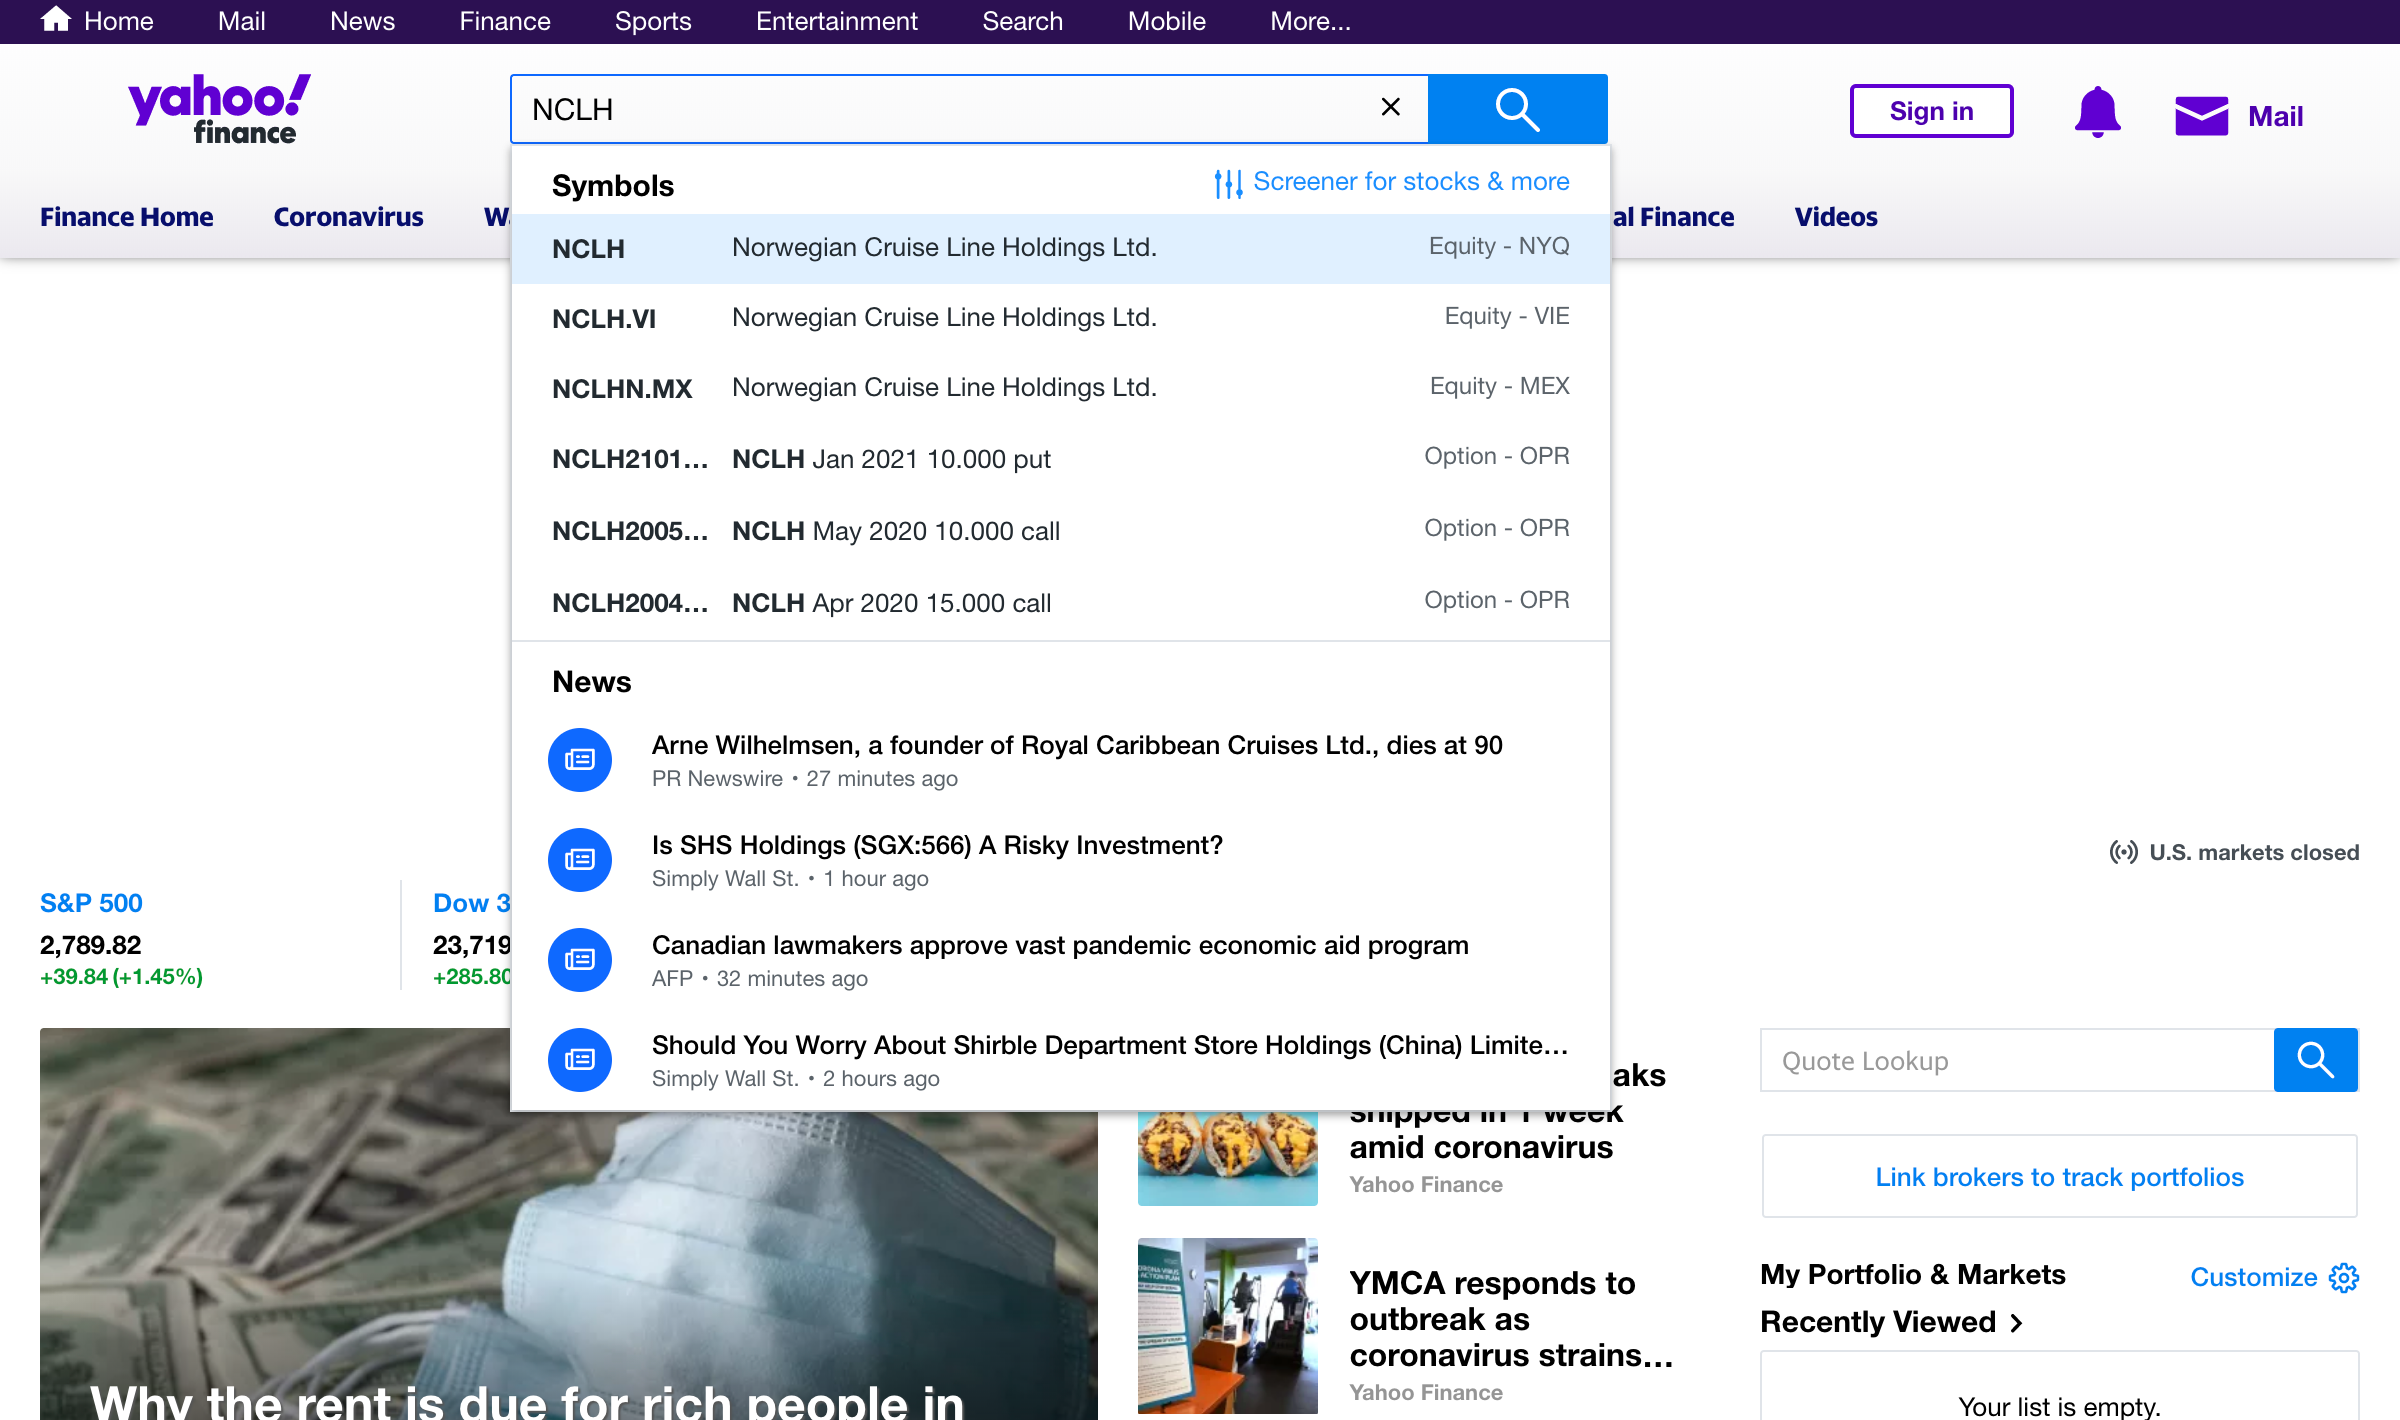 Home Mail News Finance Sports Entertainment Search Mobile More...
yahoo!
finance
NCLH
Sign in
Mail
Finance Home Coronavirus
al Finance Videos
Symbols
Screener for stocks & more
NCLH Norwegian Cruise Line Holdings Ltd. Equity - NYQ
NCLH.VI Norwegian Cruise Line Holdings Ltd. Equity - VIE
NCLHN.MX Norwegian Cruise Line Holdings Ltd. Equity - MEX
NCLH2101... NCLH Jan 2021 10.000 put Option - OPR
NCLH2005... NCLH May 2020 10.000 call Option - OPR
NCLH2004... NCLH Apr 2020 15.000 call Option - OPR
News
Arne Wilhelmsen, a founder of Royal Caribbean Cruises Ltd., dies at 90
PR Newswire • 27 minutes ago
Is SHS Holdings (SGX:566) A Risky Investment?
Simply Wall St. • 1 hour ago
Canadian lawmakers approve vast pandemic economic aid program
AFP • 32 minutes ago
Should You Worry About Shirble Department Store Holdings (China) Limite...
Simply Wall St. • 2 hours ago
U.S. markets closed
S&P 500
2,789.82
+39.84 (+1.45%)
Dow 3
23,719
+285.80
Why the rent is due for rich people in
aks
shipped in 1 week
amid coronavirus
Yahoo Finance
YMCA responds to
outbreak as
coronavirus strains...
Yahoo Finance
Quote Lookup
Link brokers to track portfolios
My Portfolio & Markets
Customize
Recently Viewed
Your list is empty.